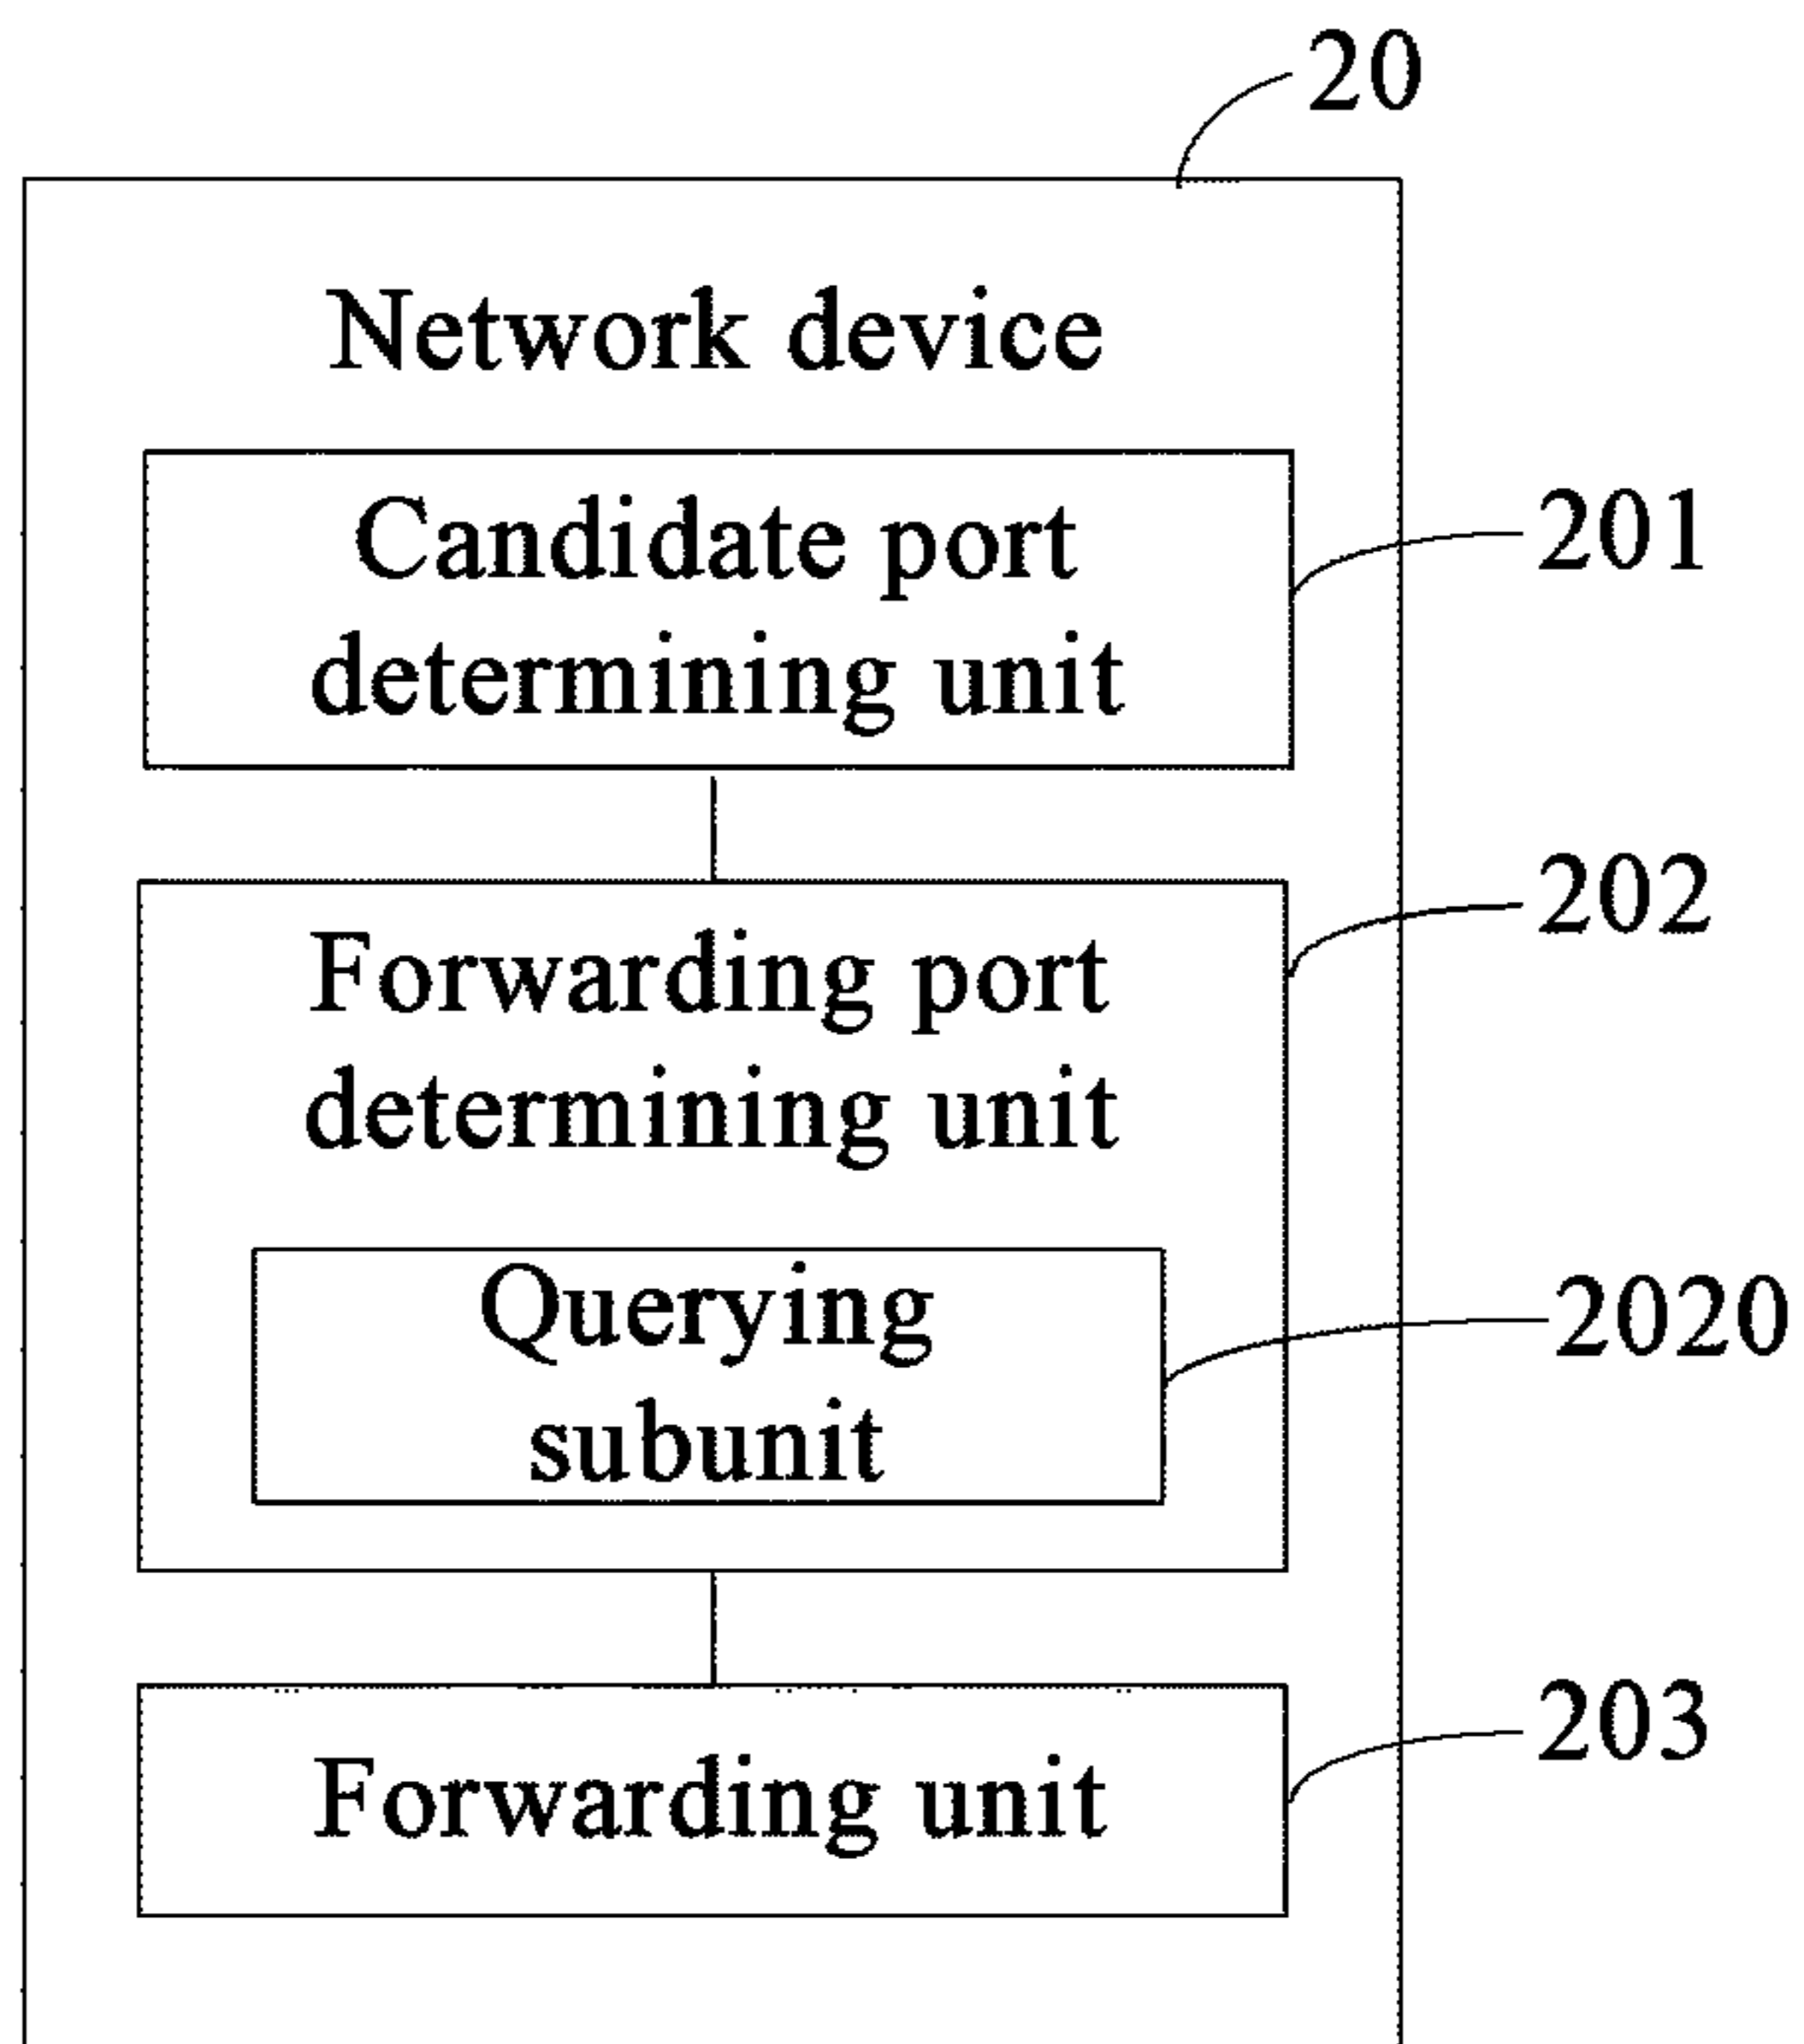 20
Network device
Candidate port
determining unit
201
Forwarding port
determining unit
202
Querying
subunit
2020
Forwarding unit
203